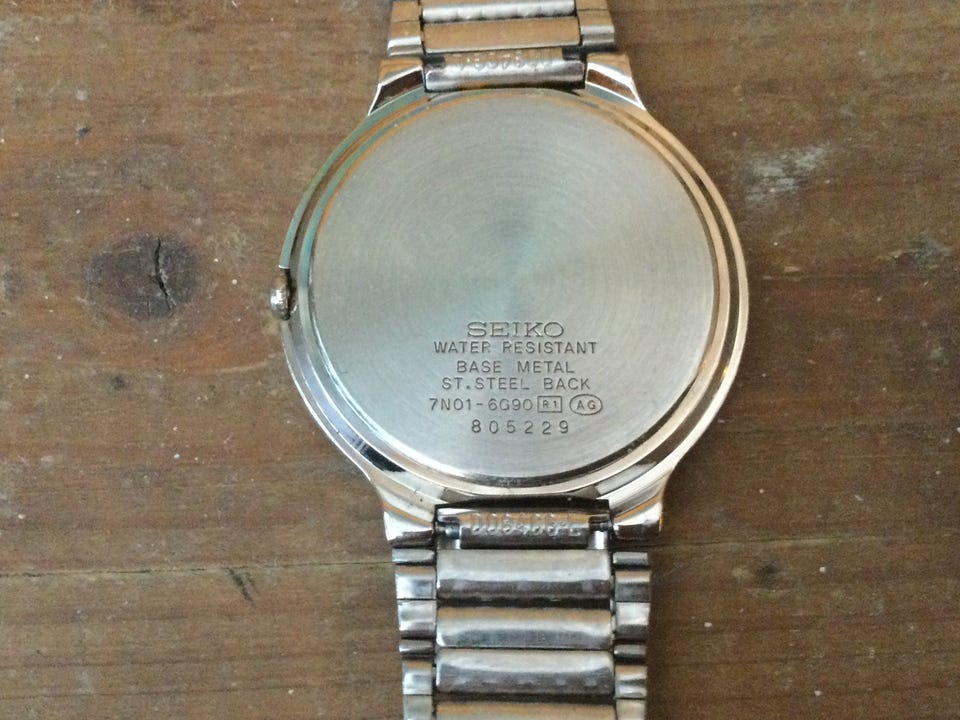 SEIKO
WATER RESISTANT
BASE METAL
ST.STEEL BACK
7N01-6G90 R1 AG
805229